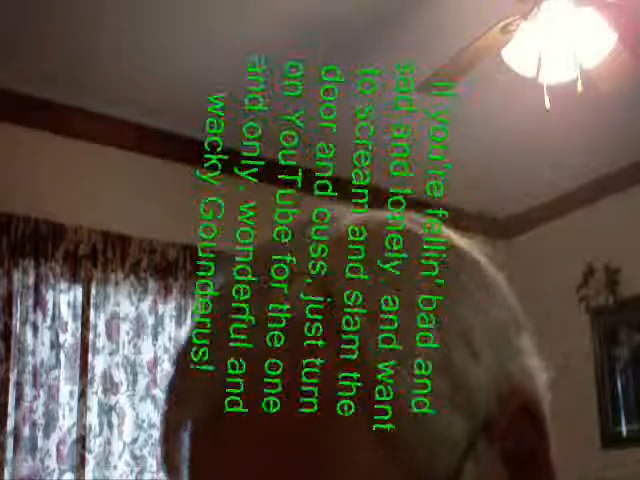 If you're fallin' bad and
sad and lonely, and want
to scream and slam the
door and cuss, just turn
on YouTube for the one
and only, wonderful and
wacky Gounderus!